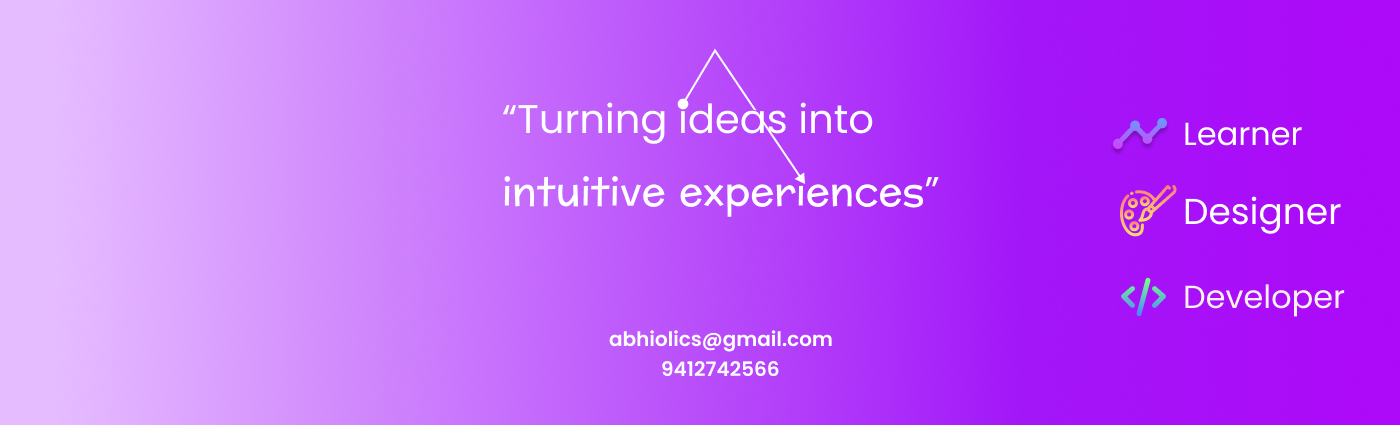 “Turning ideas into
intuitive experiences”
Learner
Designer
Developer
abhiolics@gmail.com
9412742566